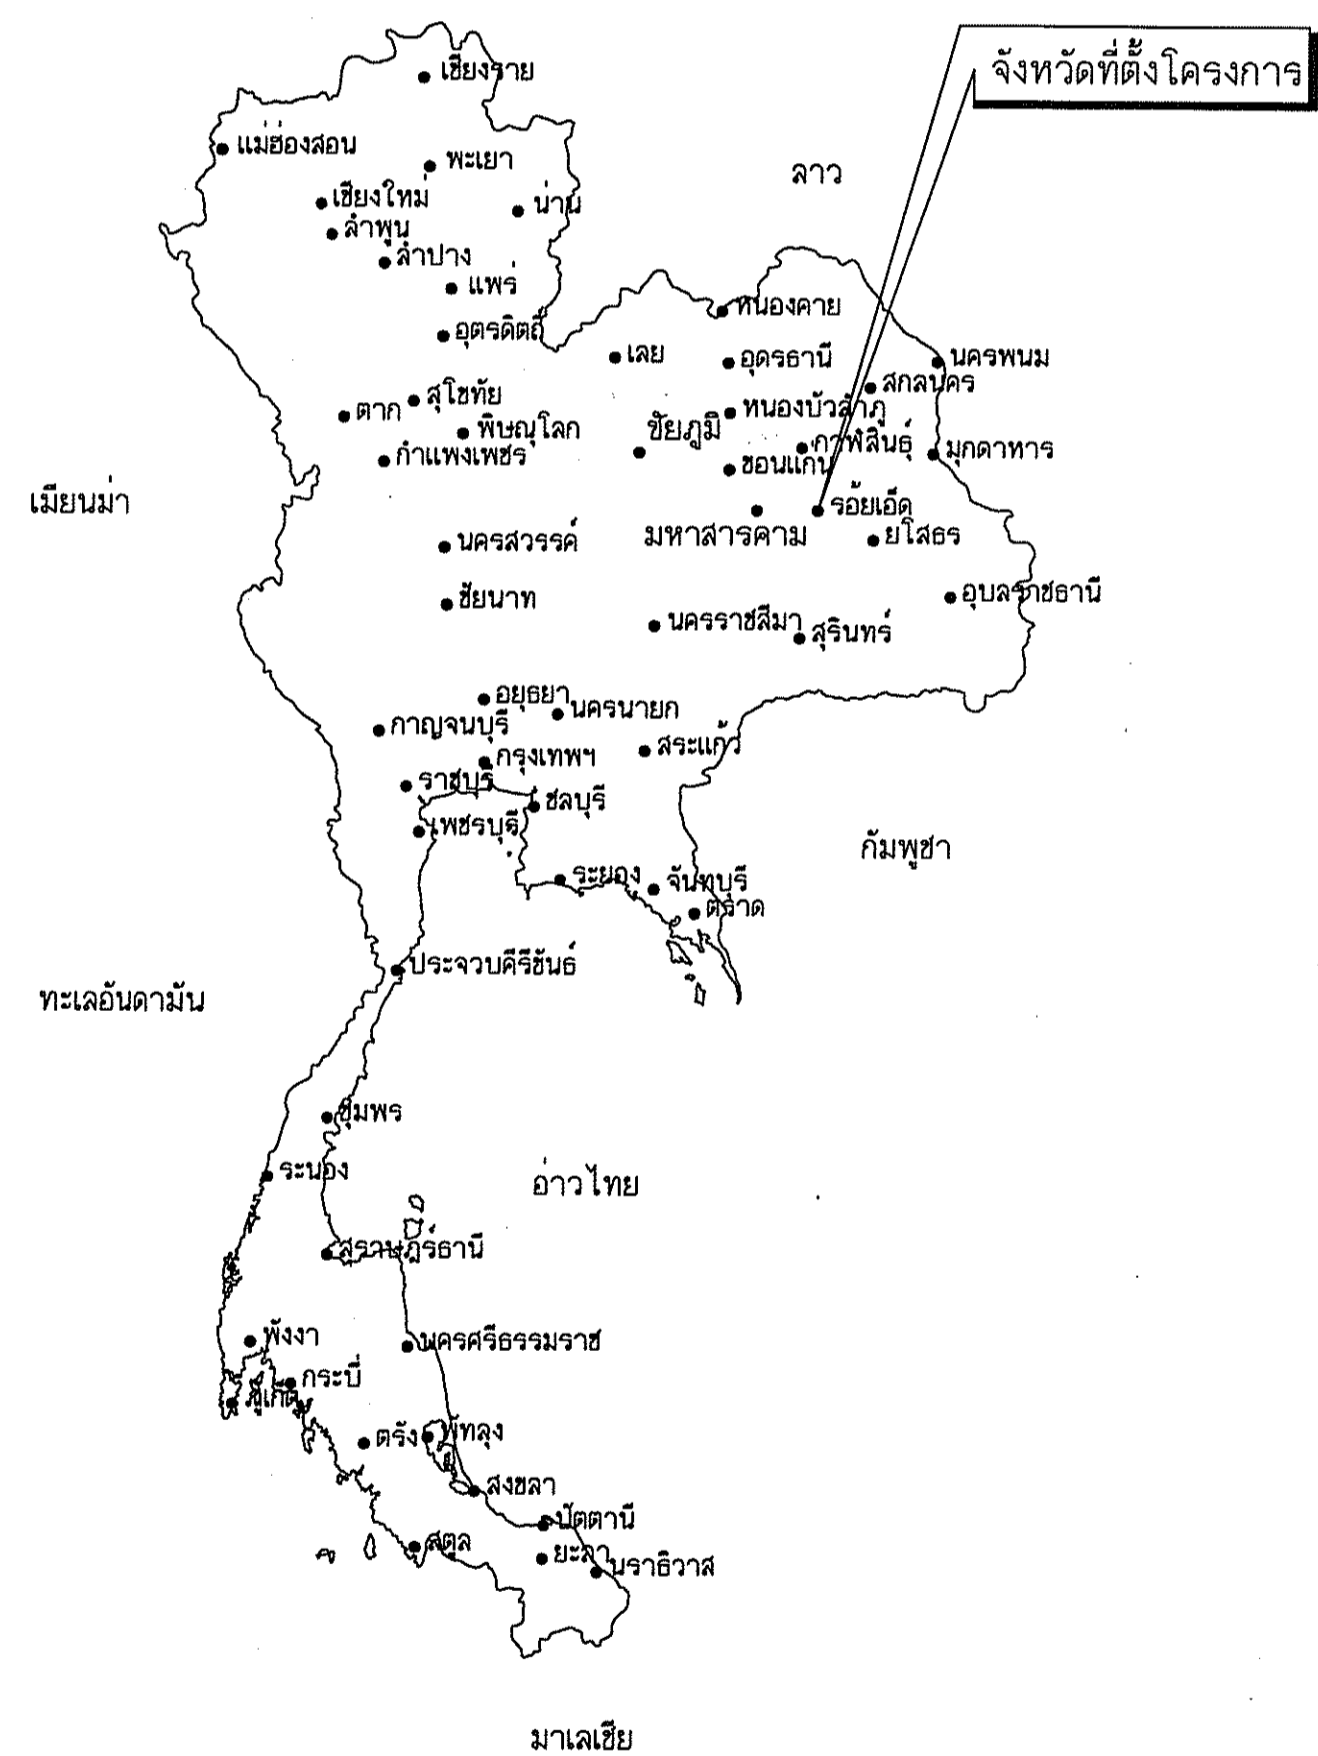 จังหวัดที่ตั้งโครงการ
เชียงราย
แม่ฮ่องสอน
พะเยา
ลาว
เชียงใหม่
น่าน
ลำพูน
ลำปาง
แพร่
หนองคาย
อุตรดิตถ์
เลย
อุดรธานี
นครพนม
สกลนคร
สุโขทัย
ตาก
หนองบัวลำภู
พิษณุโลก
ชัยภูมิ
กาฬสินธุ์
มุกดาหาร
กำแพงเพชร
ขอนแก่น
เมียนม่า
รอ้ยเอ็ด
มหาสารคาม
ยโสธร
นครสวรรค์
ชัยนาท
อุบลราชธานี
นครราชสีมา
สุรินทร์
อยุธยา
นครนายก
กาญจนบุรี
สระแก้ว
กรุงเทพฯ
ราชบุรี
ชลบุรี
เพชรบุรี
กัมพูชา
ระยอง
จันทบุรี
ตราด
ประจวบคีรีขันธ์
ทะเลอันดามัน
ชุมพร
ระนอง
อ่าวไทย
สุราษฎร์ธานี
พังงา
นครศรีธรรมราช
กระบี่
ภูเก็ต
ตรัง
พัทลุง
สงขลา
ปัตตานี
สตูล
ยะลา
นราธิวาส
มาเลเซีย